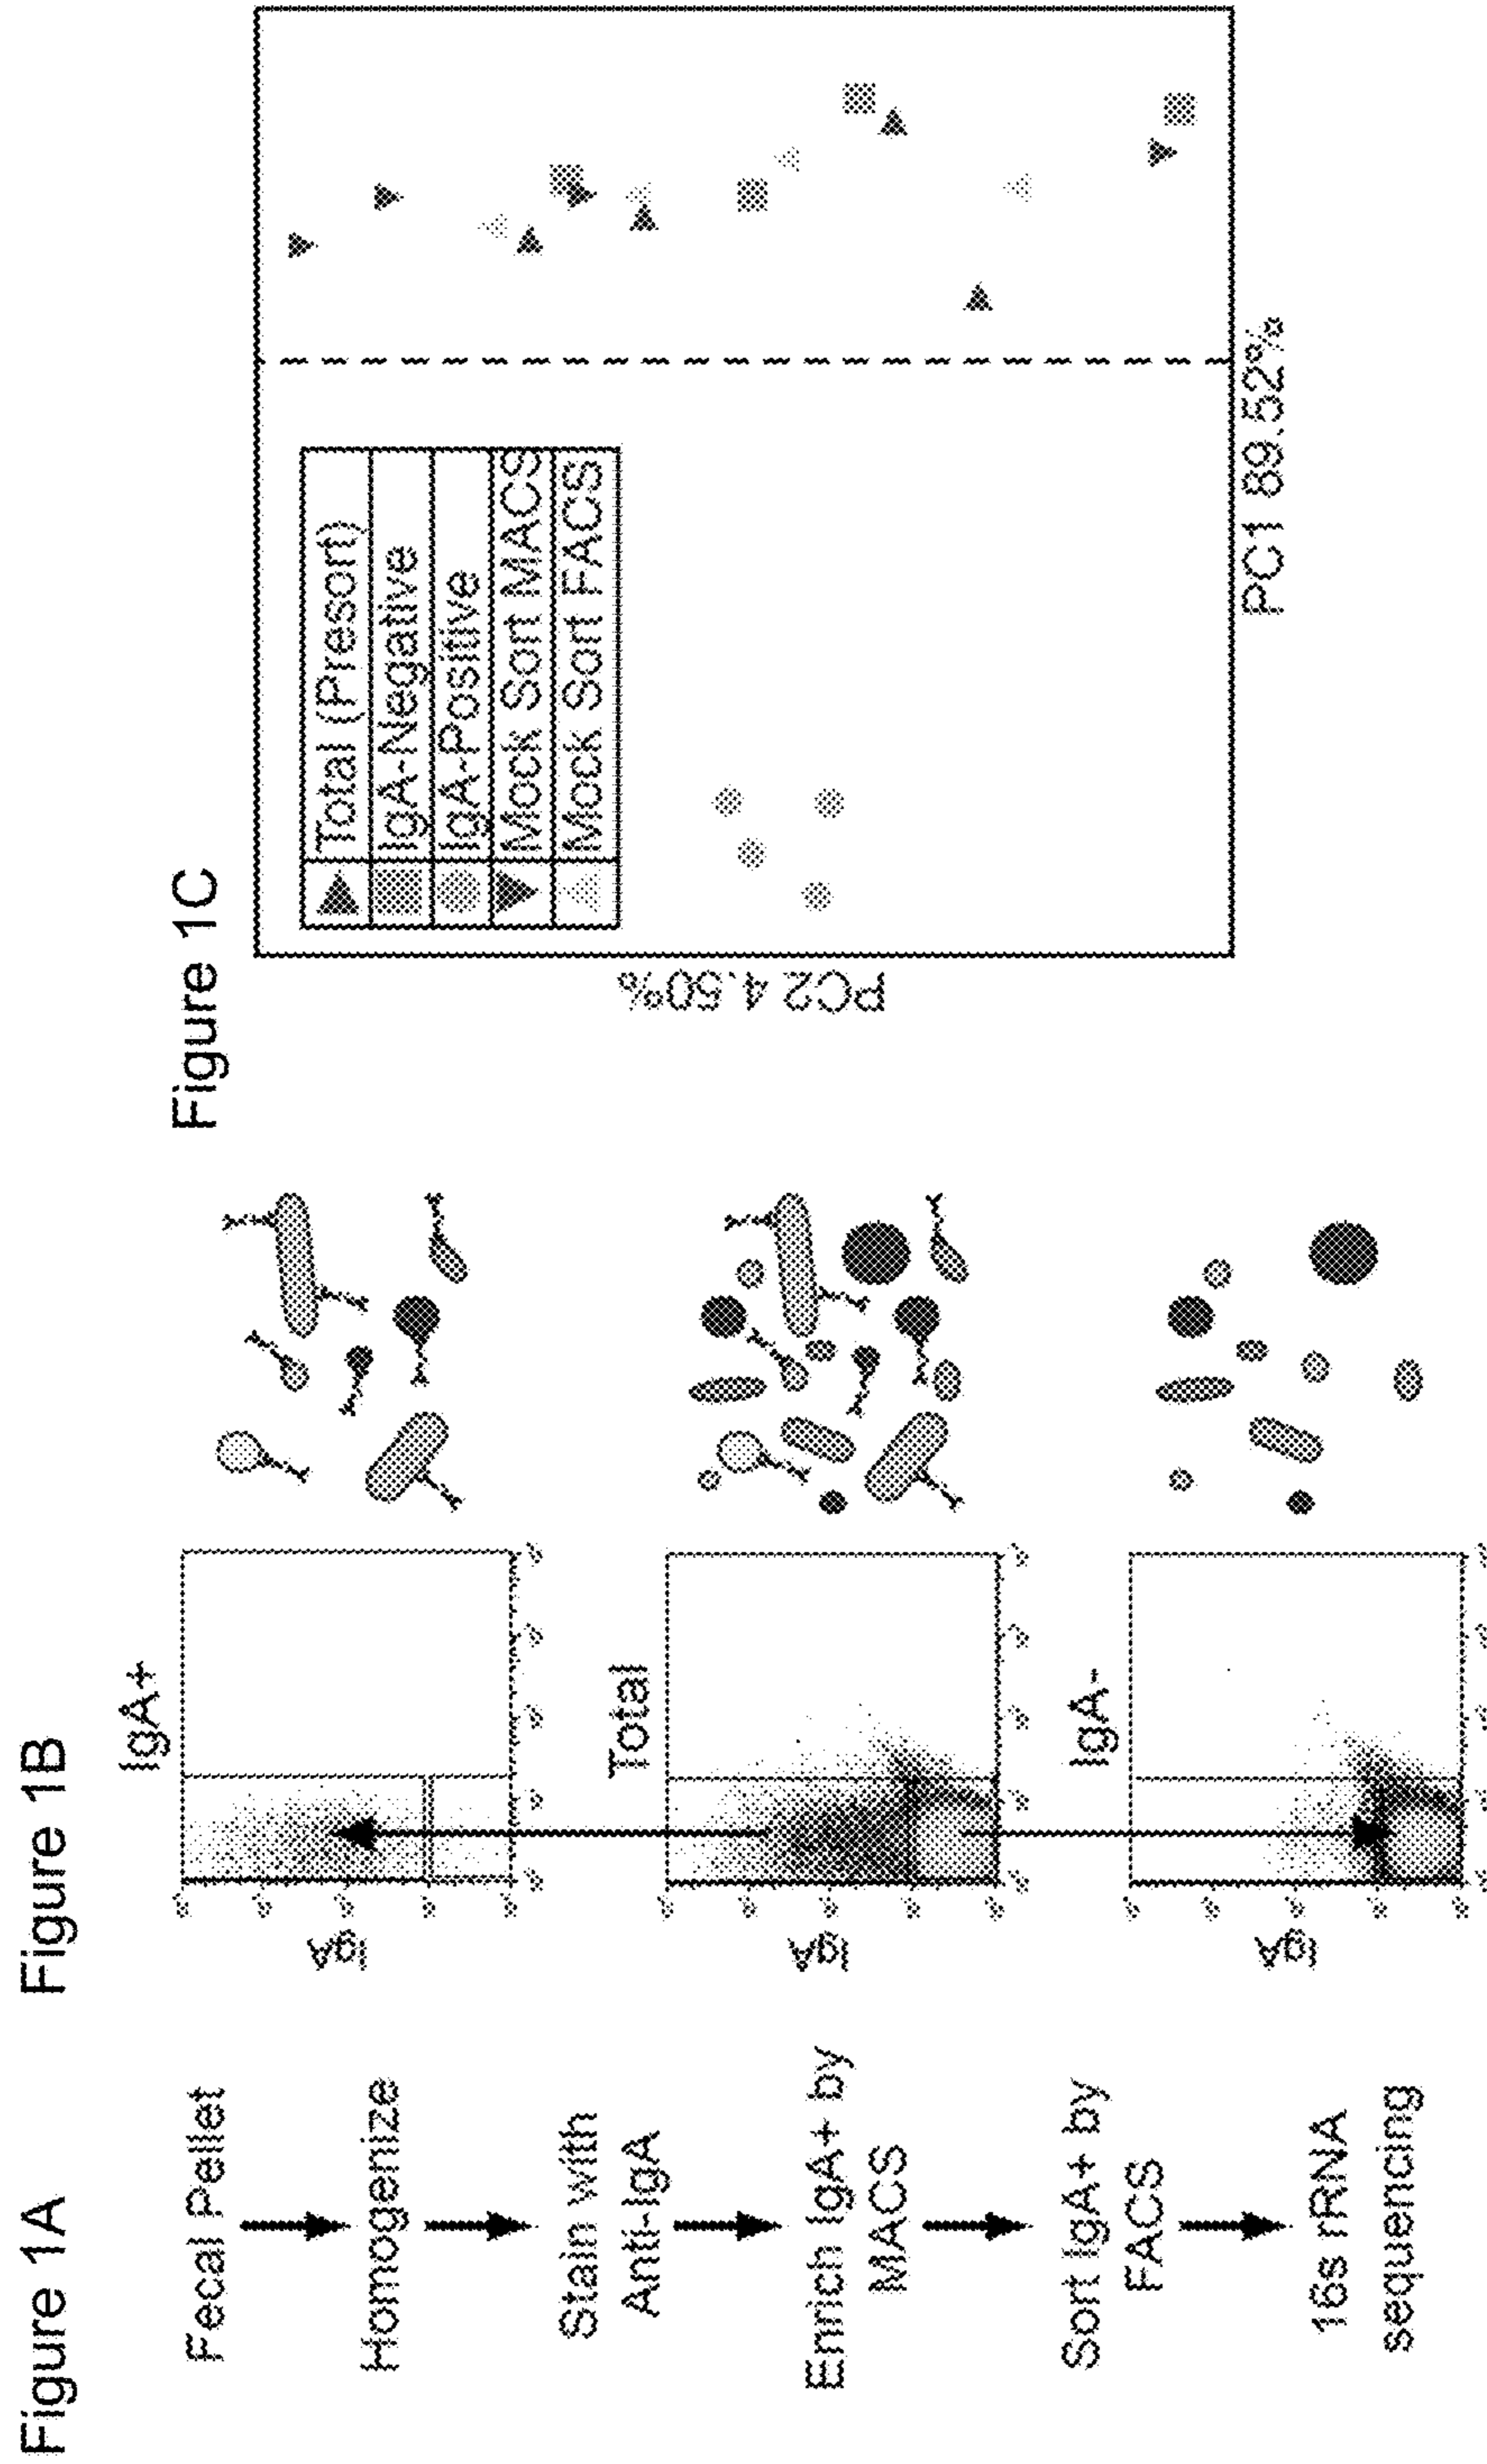 Figure 1A
Fecal Pellet
Homogenize
Stain with
Anti-IgA
Enrich IgA+ by
MACS
Sort IgA+ by
FACS
16s rRNA
sequencing
Figure 1B
IgA+
IgA
Total
IgA
IgA-
IgA
Figure 1C
Total (Presort)
IgA-Negative
IgA-Positive
Mock Sort MACS
Mock Sort FACS
PC2 4.50%
PC1 89.52%